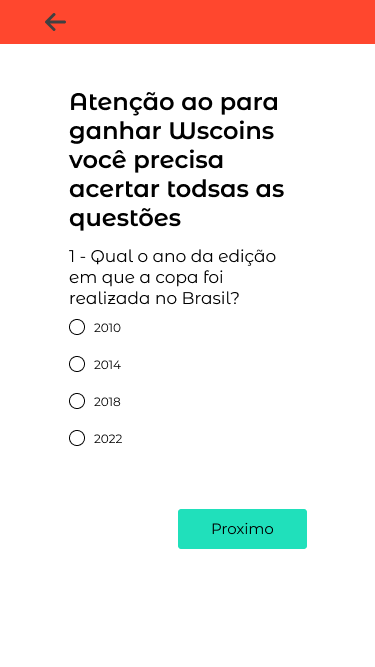 Atenção ao para
ganhar Wscoins
você precisa
acertar todsas as
questões
1 - Qual o ano da edição
em que a copa foi
realizada no Brasil?
2010
2014
2018
2022
Proximo